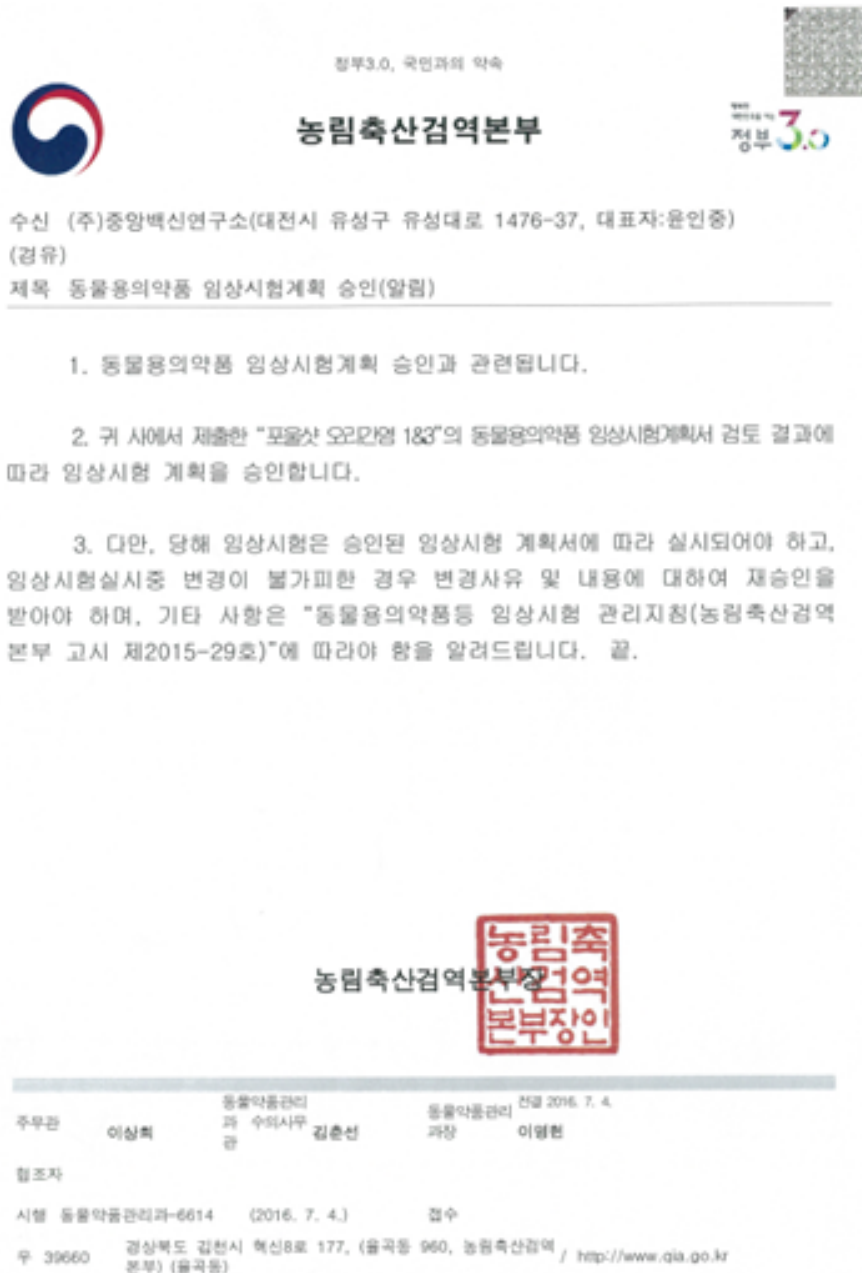 정부3.0, 국민과의 약속
농림축산검역본부
정부3.0
수신 (주)중앙백신연구소(대전시 유성구 유성대로 1476-37, 대표자:윤인중)
(경유)
제목 동물용의약품 임상시험계획 승인(알림)
1. 동물용의약품 임상시험계획 승인과 관련됩니다.
2. 귀 사에서 제출한 "포울샷 오리간염 1&3"의 동물용의약품 임상시험계획서 검토 결과에
따라 임상시험 계획을 승인합니다.
3. 다만, 당해 임상시험은 승인된 임상시험 계획서에 따라 실시되어야 하고,
임상시험실시중 변경이 불가피한 경우 변경사유 및 내용에 대하여 재승인을
받아야 하며, 기타 사항은 "동물용의약품등 임상시험 관리지침(농림축산검역
본부 고시 제2015-29호)"에 따라야 함을 알려드립니다. 끝.
농림축산검역본부장
농림축
산검역
본부장인
주무관 이상희 동물약품관리과 수의사무관 김춘선 동물약품관리과장 전결 2016. 7. 4. 이명헌
협조자
시행 동물약품관리과-6614 (2016. 7. 4.) 접수
우 39660 경상북도 김천시 혁신8로 177, (율곡동 960, 농림축산검역 / http://www.qia.go.kr
본부) (율곡동)